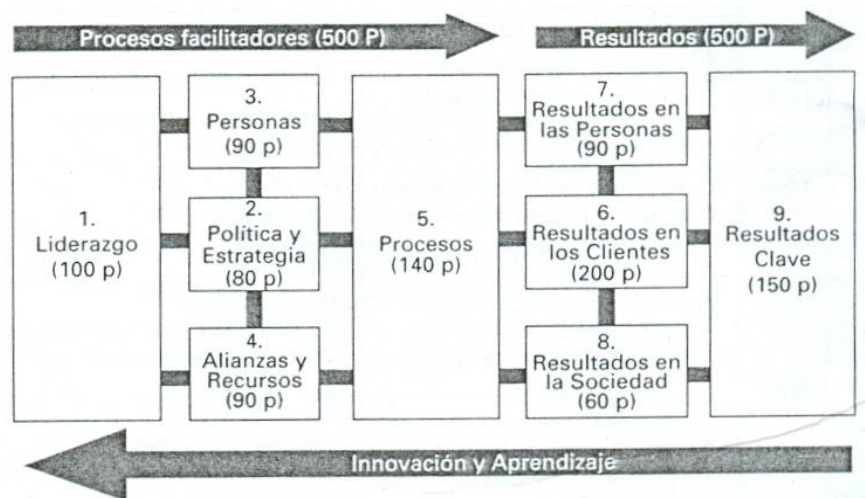 Procesos facilitadores (500 P)
Resultados (500 P)
1.
Liderazgo
(100 p)
3.
Personas
(90 p)
2.
Política y
Estrategia
(80 p)
4.
Alianzas y
Recursos
(90 p)
5.
Procesos
(140 p)
7.
Resultados en
las Personas
(90 p)
6.
Resultados en
los Clientes
(200 p)
8.
Resultados en
la Sociedad
(60 p)
9.
Resultados
Clave
(150 p)
Innovación y Aprendizaje